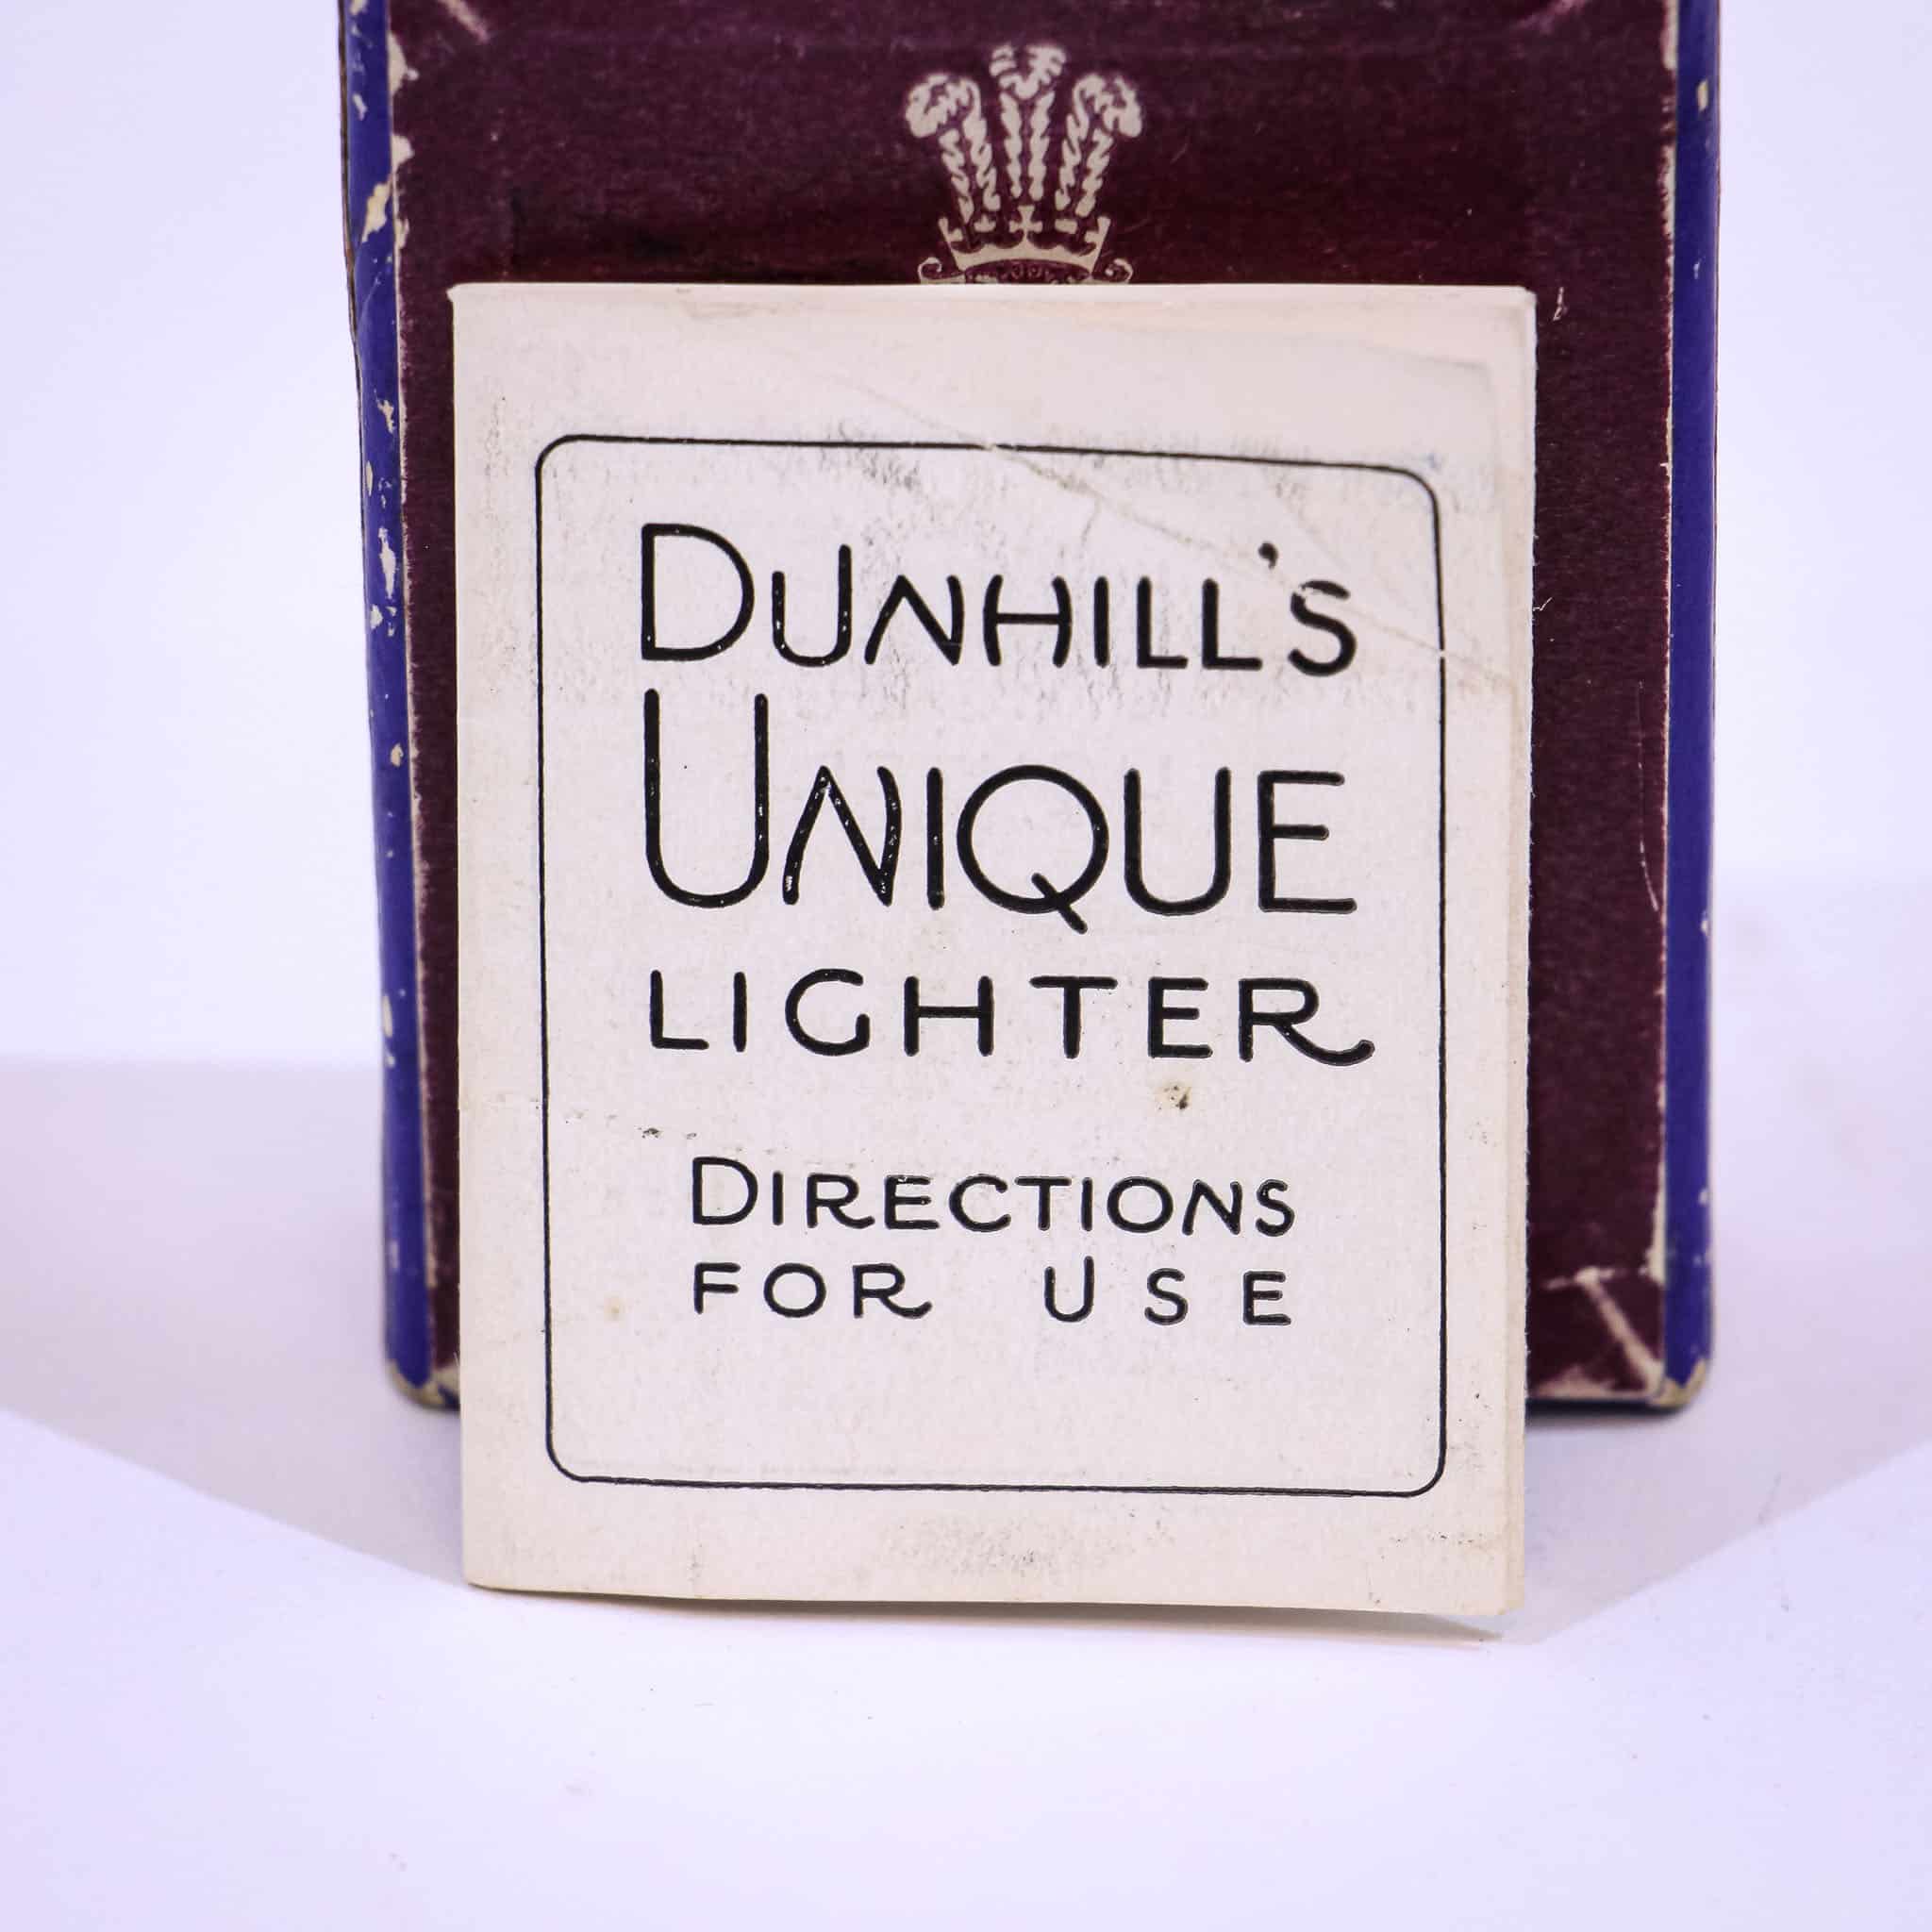 DUNHILL'S
UNIQUE
LIGHTER
DIRECTIONS
FOR USE